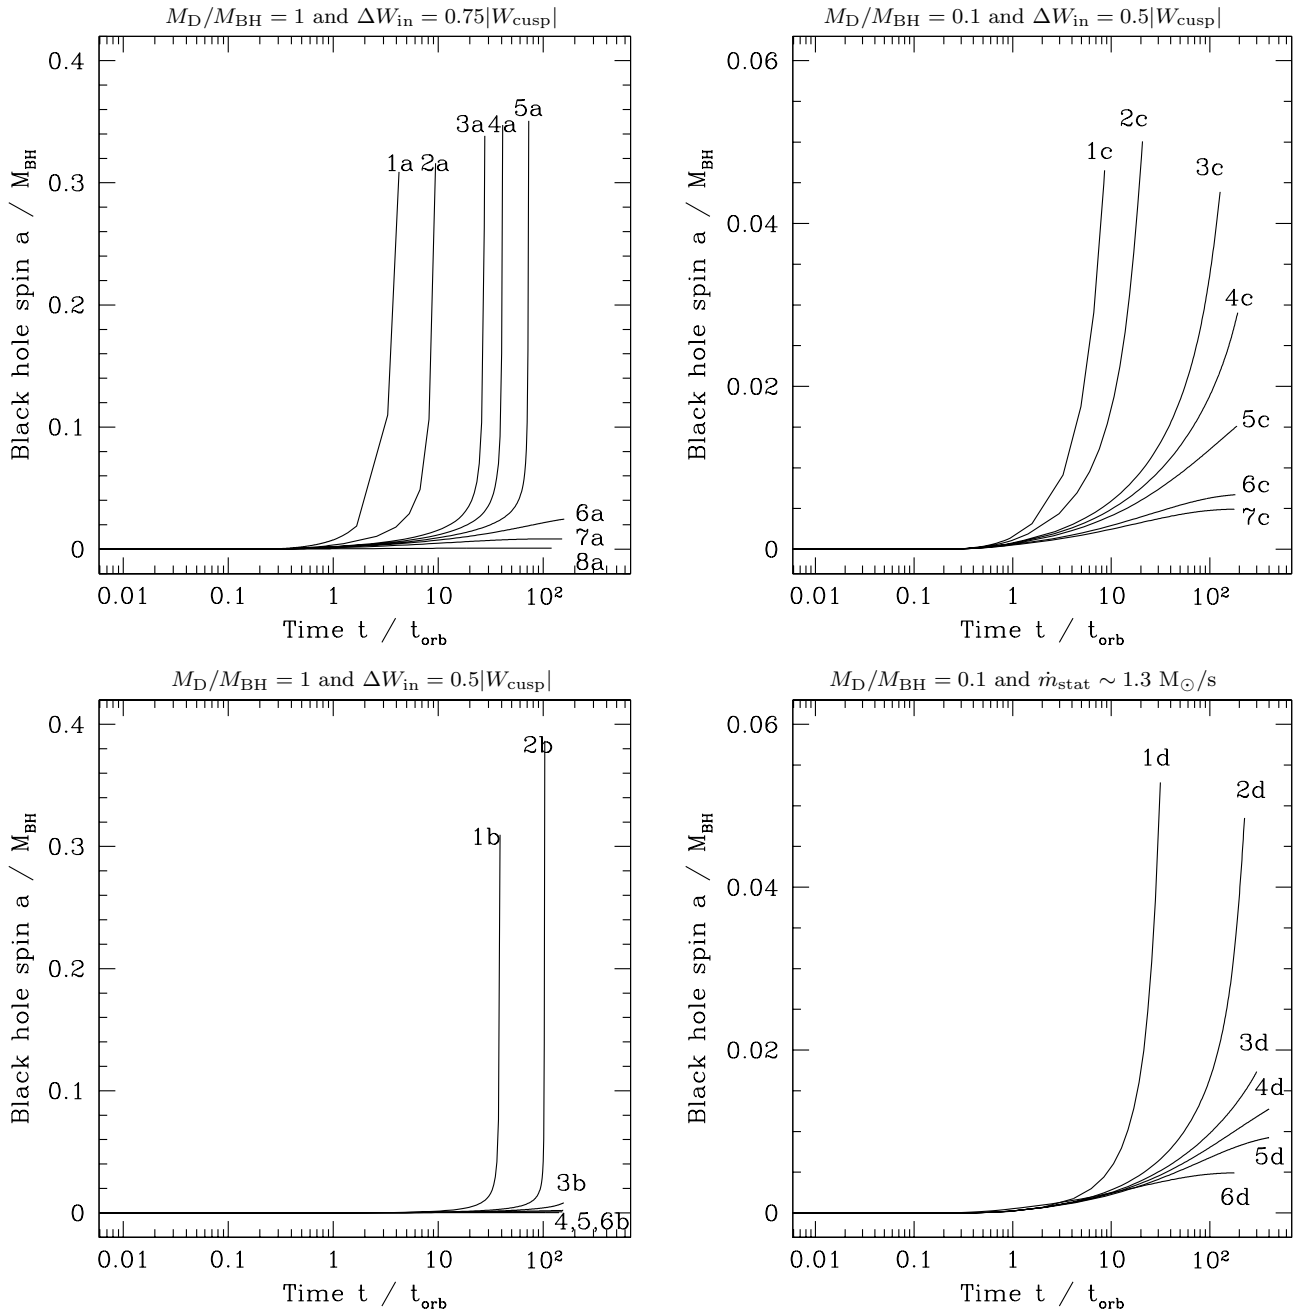 M_D/M_BH = 1 and ΔW_in = 0.75|W_cusp|
0.4
0.3
0.2
0.1
0
Black hole spin a / M_BH
1a
2a
3a
4a
5a
6a
7a
8a
0.01
0.1
1
10
10²
Time t / t_orb
M_D/M_BH = 0.1 and ΔW_in = 0.5|W_cusp|
0.06
0.04
0.02
0
Black hole spin a / M_BH
1c
2c
3c
4c
5c
6c
7c
0.01
0.1
1
10
10²
Time t / t_orb
M_D/M_BH = 1 and ΔW_in = 0.5|W_cusp|
0.4
0.3
0.2
0.1
0
Black hole spin a / M_BH
1b
2b
3b
4,5,6b
0.01
0.1
1
10
10²
Time t / t_orb
M_D/M_BH = 0.1 and ṁ_stat ∼ 1.3 M_⊙/s
0.06
0.04
0.02
0
Black hole spin a / M_BH
1d
2d
3d
4d
5d
6d
0.01
0.1
1
10
10²
Time t / t_orb